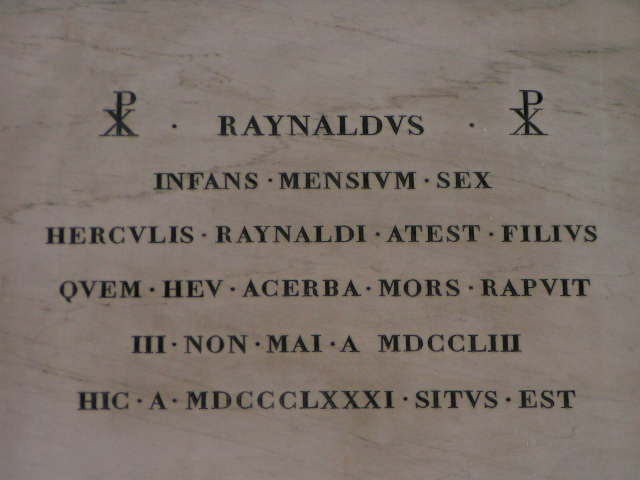 ☧ · RAYNALDVS · ☧
INFANS · MENSIVM · SEX
HERCVLIS · RAYNALDI · ATEST · FILIVS
QVEM · HEV · ACERBA · MORS · RAPVIT
III · NON · MAI · A MDCCLIII
HIC · A · MDCCCLXXXI · SITVS · EST